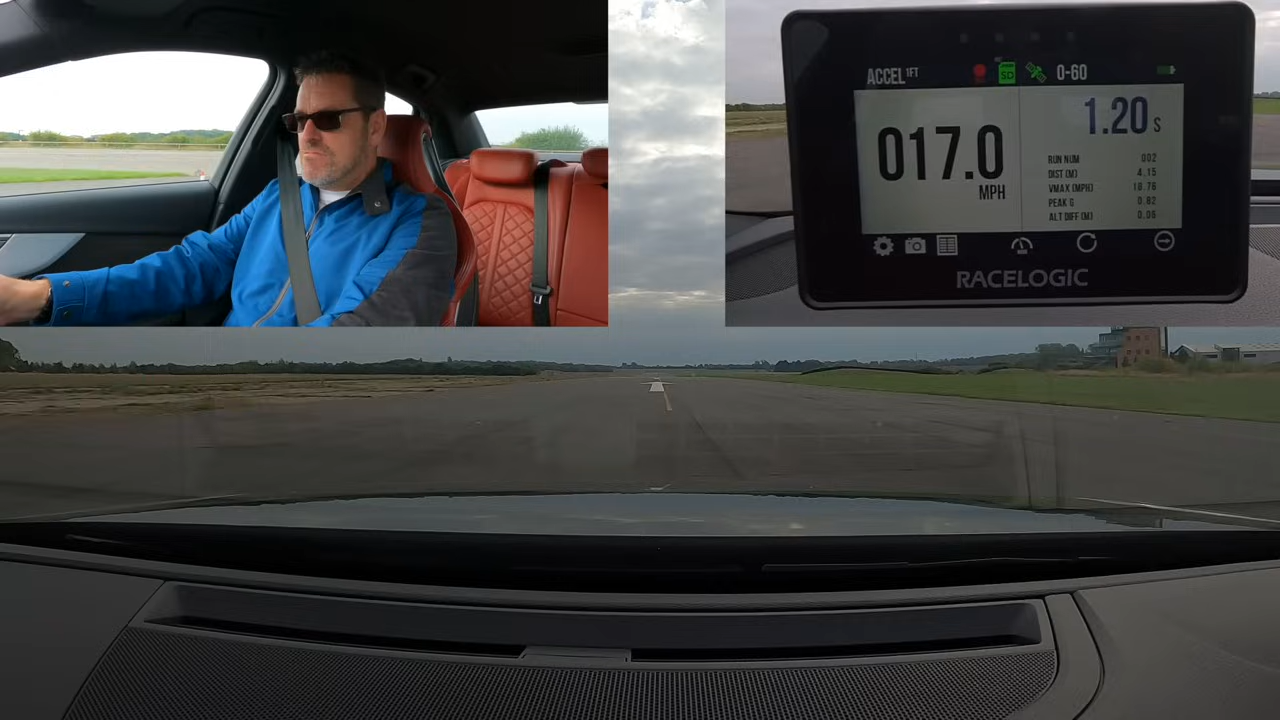 ACCEL 1FT SD 0-60
017.0
MPH
1.20 S
RUN NUM 002
DIST (M) 4.15
VMAX (MPH) 18.76
PEAK G 0.82
ALT DIFF (M) 0.06
RACELOGIC